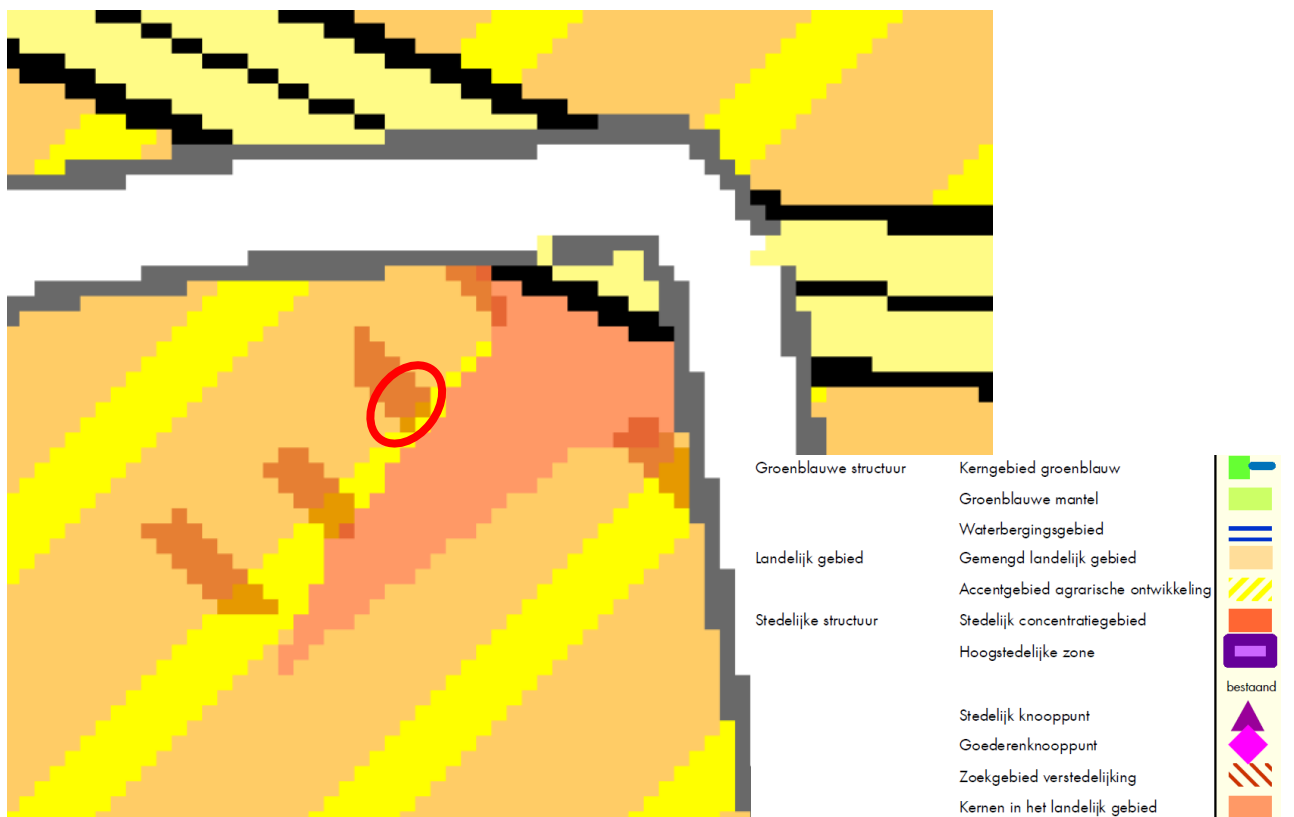 Groenblauwe structuur Kerngebied groenblauw
Groenblauwe mantel
Waterbergingsgebied
Landelijk gebied Gemengd landelijk gebied
Accentgebied agrarische ontwikkeling
Stedelijke structuur Stedelijk concentratiegebied
Hoogstedelijke zone
bestaand
Stedelijk knooppunt
Goederenknooppunt
Zoekgebied verstedelijking
Kernen in het landelijk gebied